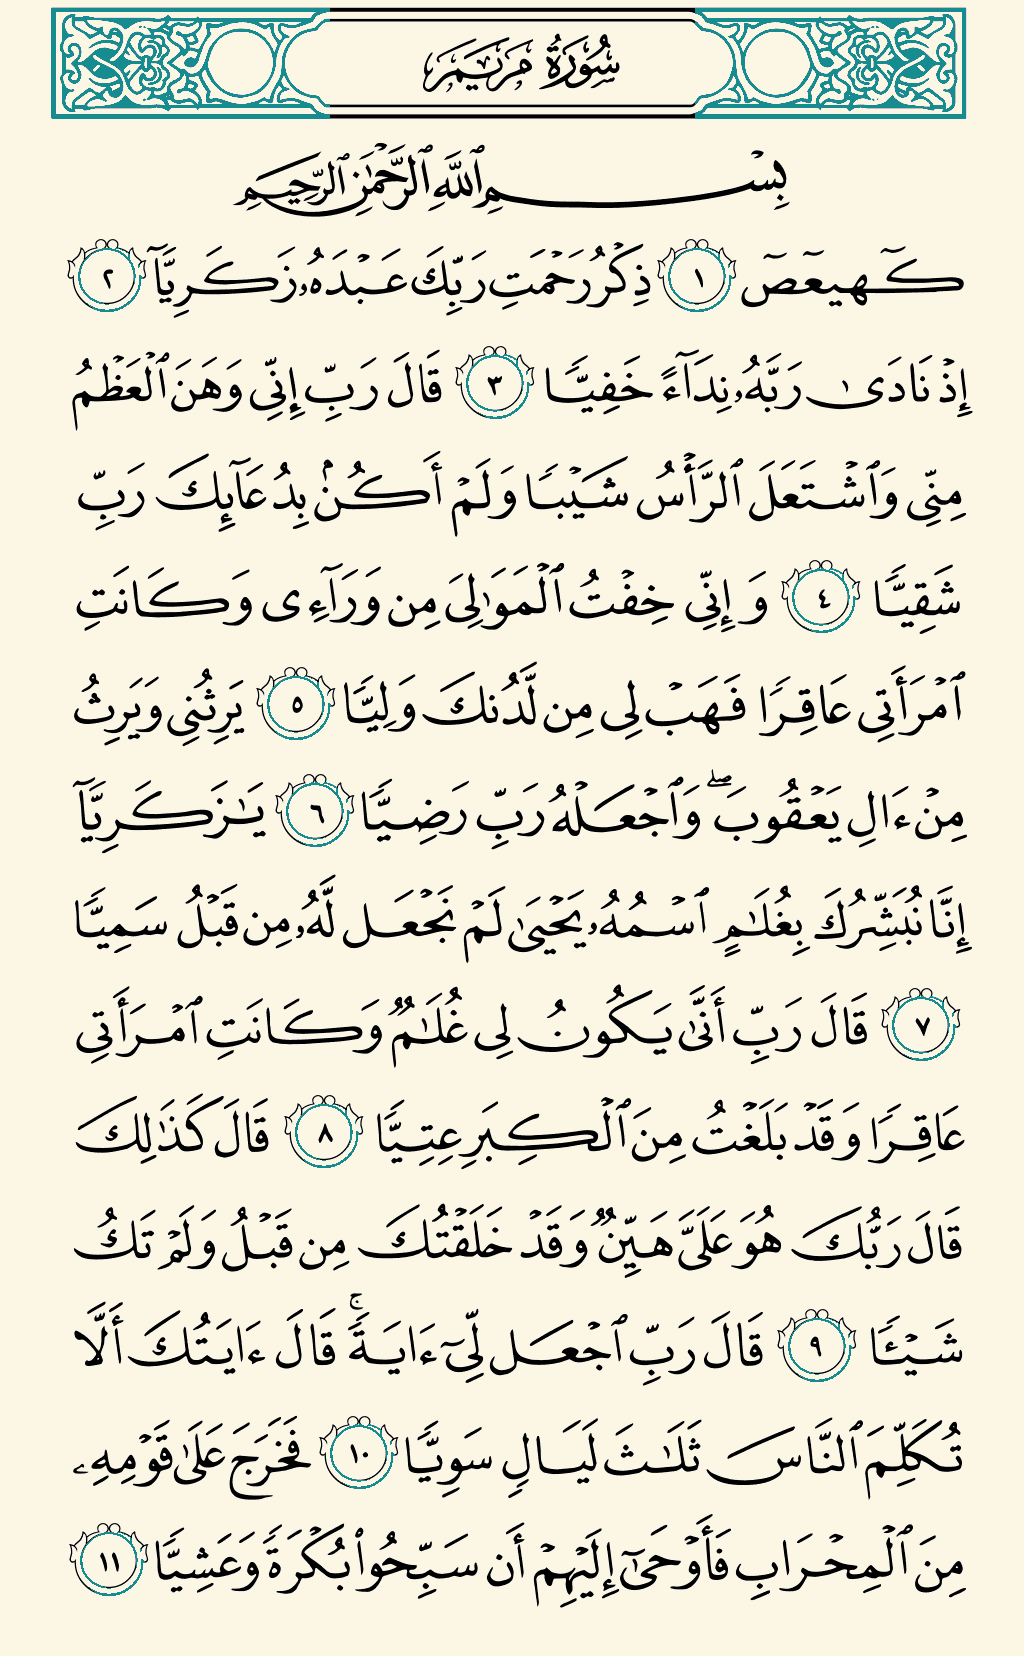 سُورَةُ مَرۡيَمَ
بِسۡمِ ٱللَّهِ ٱلرَّحۡمَٰنِ ٱلرَّحِيمِ
كٓهيعٓصٓ ١ ذِكۡرُ رَحۡمَتِ رَبِّكَ عَبۡدَهُۥ زَكَرِيَّآ ٢
إِذۡ نَادَىٰ رَبَّهُۥ نِدَآءً خَفِيّٗا ٣ قَالَ رَبِّ إِنِّي وَهَنَ ٱلۡعَظۡمُ
مِنِّي وَٱشۡتَعَلَ ٱلرَّأۡسُ شَيۡبٗا وَلَمۡ أَكُنۢ بِدُعَآئِكَ رَبِّ
شَقِيّٗا ٤ وَإِنِّي خِفۡتُ ٱلۡمَوَٰلِيَ مِن وَرَآءِي وَكَانَتِ
ٱمۡرَأَتِي عَاقِرٗا فَهَبۡ لِي مِن لَّدُنكَ وَلِيّٗا ٥ يَرِثُنِي وَيَرِثُ
مِنۡ ءَالِ يَعۡقُوبَۖ وَٱجۡعَلۡهُ رَبِّ رَضِيّٗا ٦ يَٰزَكَرِيَّآ
إِنَّا نُبَشِّرُكَ بِغُلَٰمٍ ٱسۡمُهُۥ يَحۡيَىٰ لَمۡ نَجۡعَل لَّهُۥ مِن قَبۡلُ سَمِيّٗا
٧ قَالَ رَبِّ أَنَّىٰ يَكُونُ لِي غُلَٰمٞ وَكَانَتِ ٱمۡرَأَتِي
عَاقِرٗا وَقَدۡ بَلَغۡتُ مِنَ ٱلۡكِبَرِ عِتِيّٗا ٨ قَالَ كَذَٰلِكَ
قَالَ رَبُّكَ هُوَ عَلَيَّ هَيِّنٞ وَقَدۡ خَلَقۡتُكَ مِن قَبۡلُ وَلَمۡ تَكُ
شَيۡـٔٗا ٩ قَالَ رَبِّ ٱجۡعَل لِّيٓ ءَايَةٗۚ قَالَ ءَايَتُكَ أَلَّا
تُكَلِّمَ ٱلنَّاسَ ثَلَٰثَ لَيَالٖ سَوِيّٗا ١٠ فَخَرَجَ عَلَىٰ قَوۡمِهِۦ
مِنَ ٱلۡمِحۡرَابِ فَأَوۡحَىٰٓ إِلَيۡهِمۡ أَن سَبِّحُواْ بُكۡرَةٗ وَعَشِيّٗا ١١